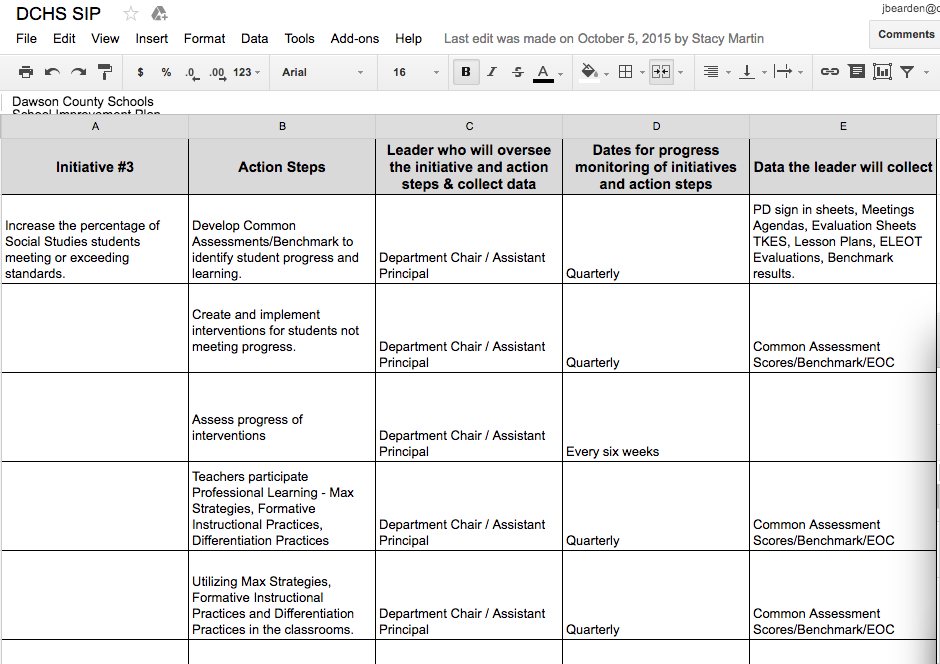 DCHS SIP
jbearden@
File Edit View Insert Format Data Tools Add-ons Help Last edit was made on October 5, 2015 by Stacy Martin
Comments
$ % .0 .00 123 Arial 16 B I S A
Dawson County Schools
School Improvement Plan
A B C D E
Initiative #3
Action Steps
Leader who will oversee
the initiative and action
steps & collect data
Dates for progress
monitoring of initiatives
and action steps
Data the leader will collect
Increase the percentage of
Social Studies students
meeting or exceeding
standards.
Develop Common
Assessments/Benchmark to
identify student progress and
learning.
Department Chair / Assistant
Principal
Quarterly
PD sign in sheets, Meetings
Agendas, Evaluation Sheets
TKES, Lesson Plans, ELEOT
Evaluations, Benchmark
results.
Create and implement
interventions for students not
meeting progress.
Department Chair / Assistant
Principal
Quarterly
Common Assessment
Scores/Benchmark/EOC
Assess progress of
interventions
Department Chair / Assistant
Principal
Every six weeks
Teachers participate
Professional Learning - Max
Strategies, Formative
Instructional Practices,
Differentiation Practices
Department Chair / Assistant
Principal
Quarterly
Common Assessment
Scores/Benchmark/EOC
Utilizing Max Strategies,
Formative Instructional
Practices and Differentiation
Practices in the classrooms.
Department Chair / Assistant
Principal
Quarterly
Common Assessment
Scores/Benchmark/EOC